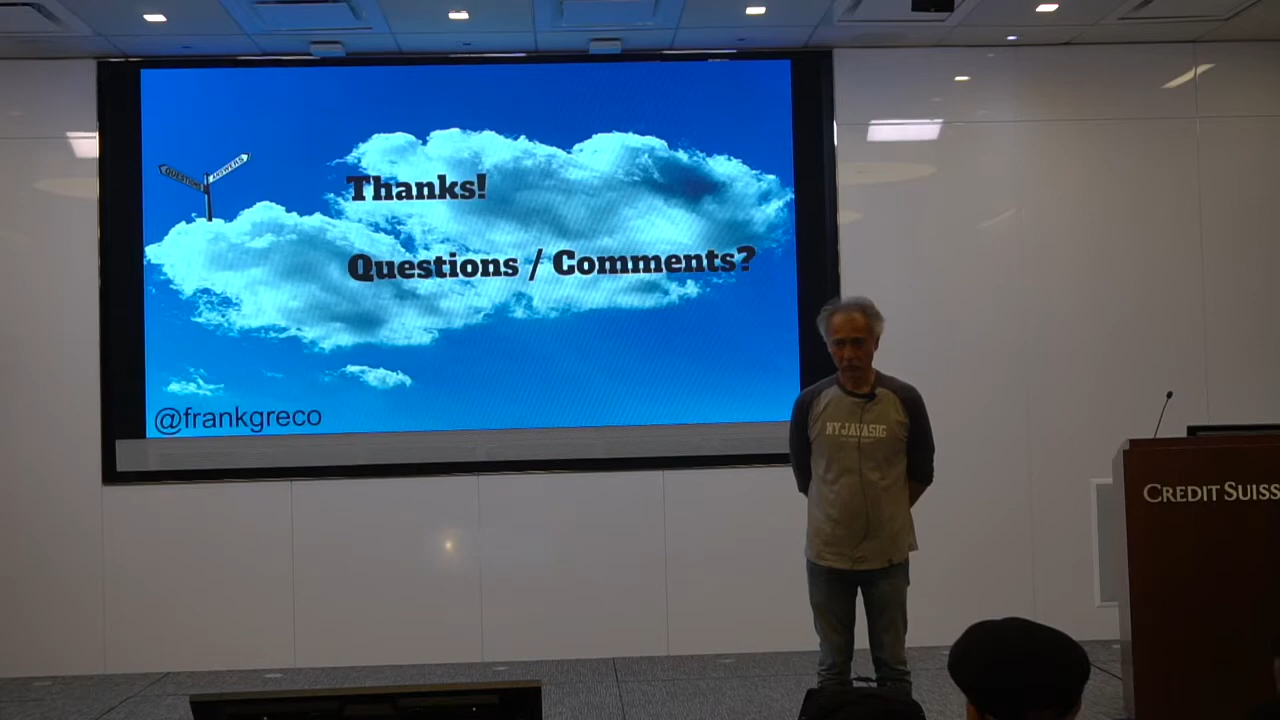 QUESTIONS
ANSWERS
Thanks!
Questions / Comments?
@frankgreco
NYJAVASIG
CREDIT SUISS